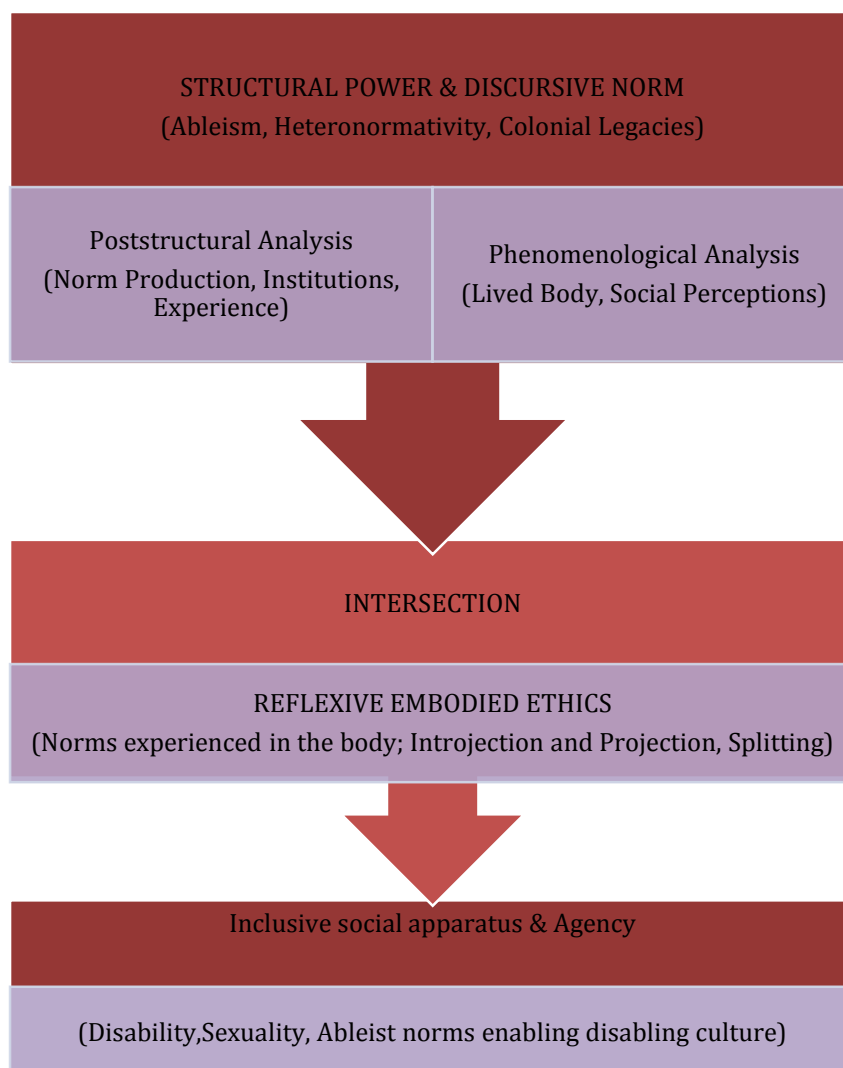 STRUCTURAL POWER & DISCURSIVE NORM
(Ableism, Heteronormativity, Colonial Legacies)
Poststructural Analysis
(Norm Production, Institutions,
Experience)
Phenomenological Analysis
(Lived Body, Social Perceptions)
INTERSECTION
REFLEXIVE EMBODIED ETHICS
(Norms experienced in the body; Introjection and Projection, Splitting)
Inclusive social apparatus & Agency
(Disability,Sexuality, Ableist norms enabling disabling culture)